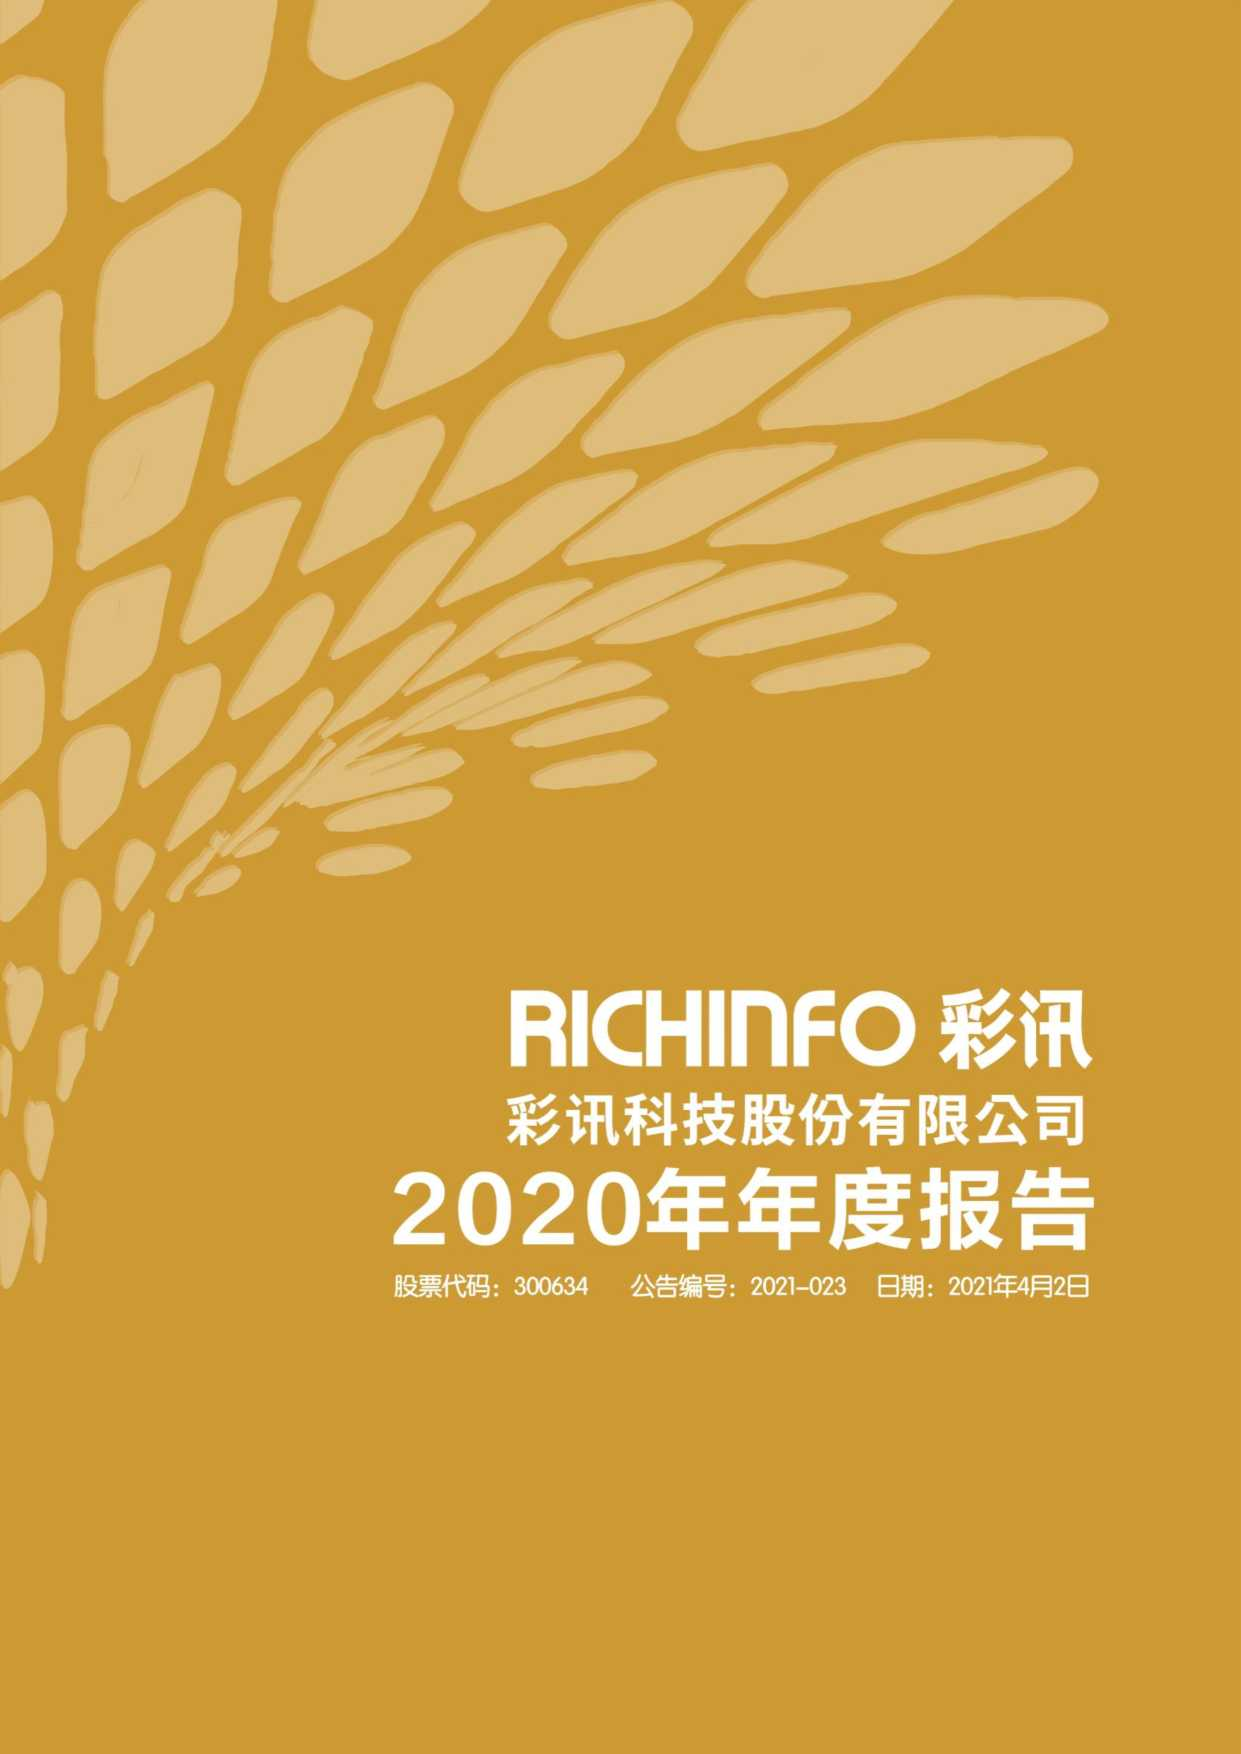 RICHINFO 彩讯
彩讯科技股份有限公司
2020年年度报告
股票代码：300634 公告编号：2021-023 日期：2021年4月2日